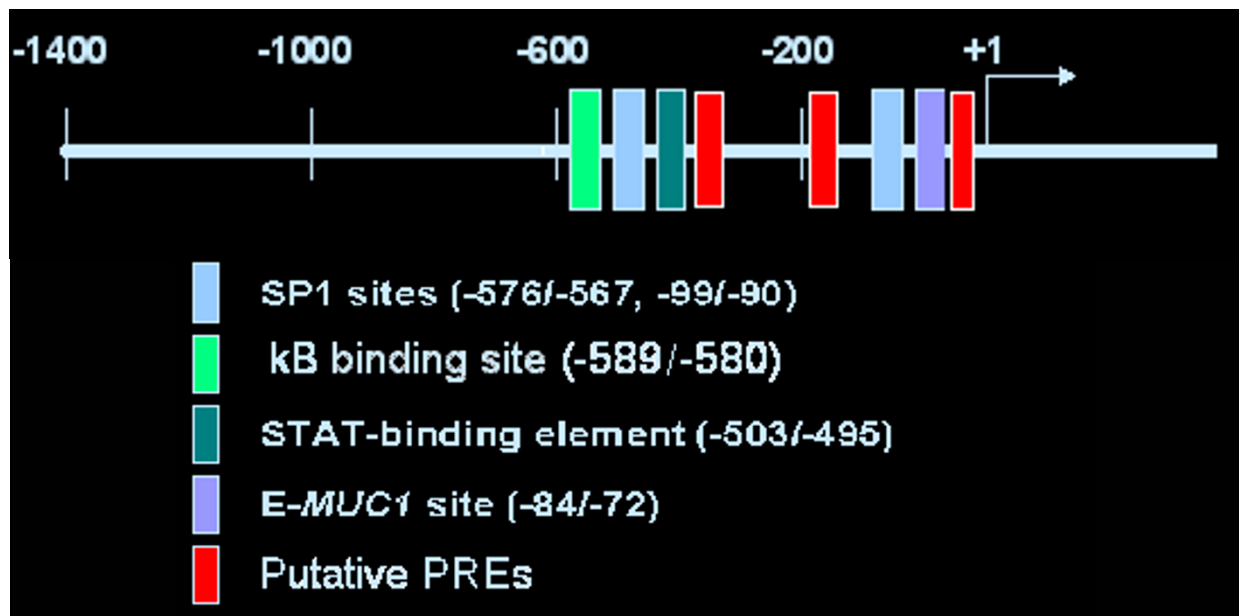 -1400 -1000 -600 -200 +1
SP1 sites (-576/-567, -99/-90)
kB binding site (-589/-580)
STAT-binding element (-503/-495)
E-MUC1 site (-84/-72)
Putative PREs